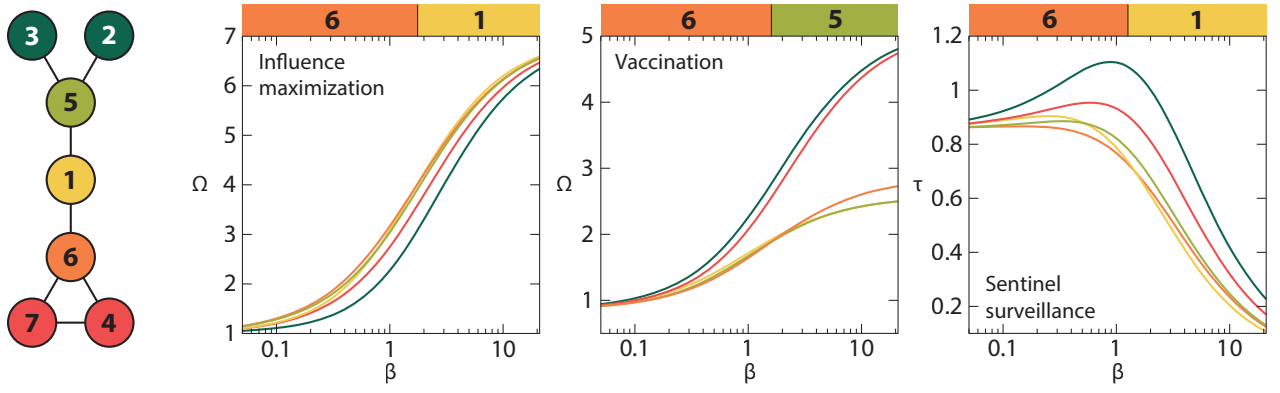 3 2
5
1
6
7 4
6 1
Influence
maximization
Ω
7
6
5
4
3
2
1
0.1 1 10
β
6 5
Vaccination
Ω
5
4
3
2
1
0.1 1 10
β
6 1
Sentinel
surveillance
τ
1.2
1
0.8
0.6
0.4
0.2
0.1 1 10
β